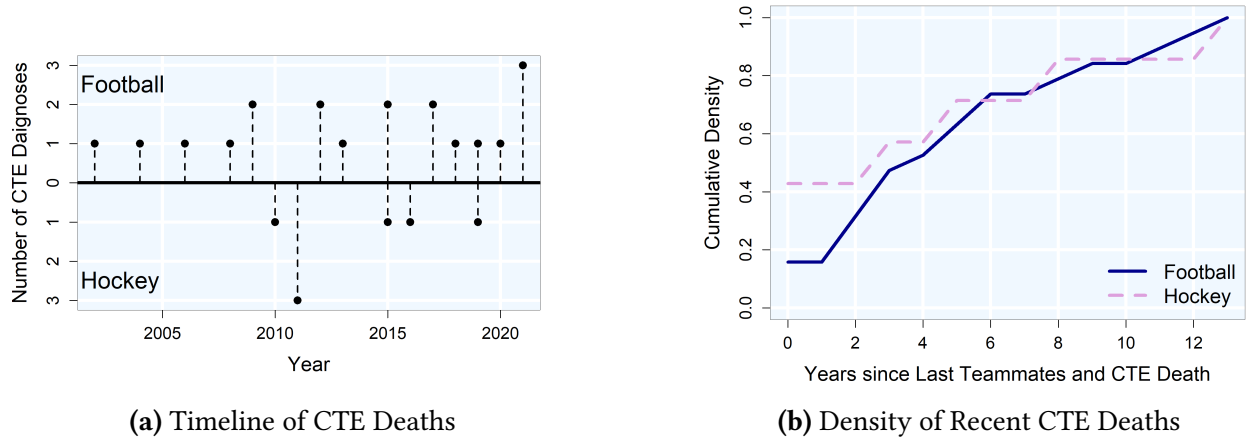 Number of CTE Daignoses
3
2
1
0
1
2
3
Football
Hockey
2005
2010
2015
2020
Year
(a) Timeline of CTE Deaths
Cumulative Density
1.0
0.8
0.6
0.4
0.2
0.0
Football
Hockey
0
2
4
6
8
10
12
Years since Last Teammates and CTE Death
(b) Density of Recent CTE Deaths